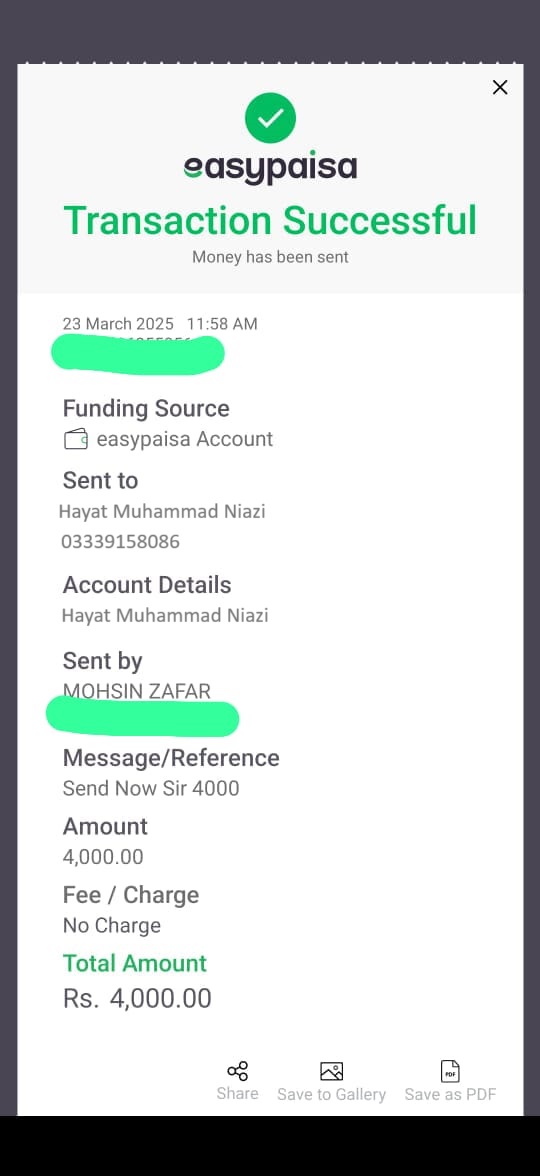 easypaisa
Transaction Successful
Money has been sent
23 March 2025 11:58 AM
Funding Source
easypaisa Account
Sent to
Hayat Muhammad Niazi
03339158086
Account Details
Hayat Muhammad Niazi
Sent by
MOHSIN ZAFAR
Message/Reference
Send Now Sir 4000
Amount
4,000.00
Fee / Charge
No Charge
Total Amount
Rs. 4,000.00
PDF
Share Save to Gallery Save as PDF